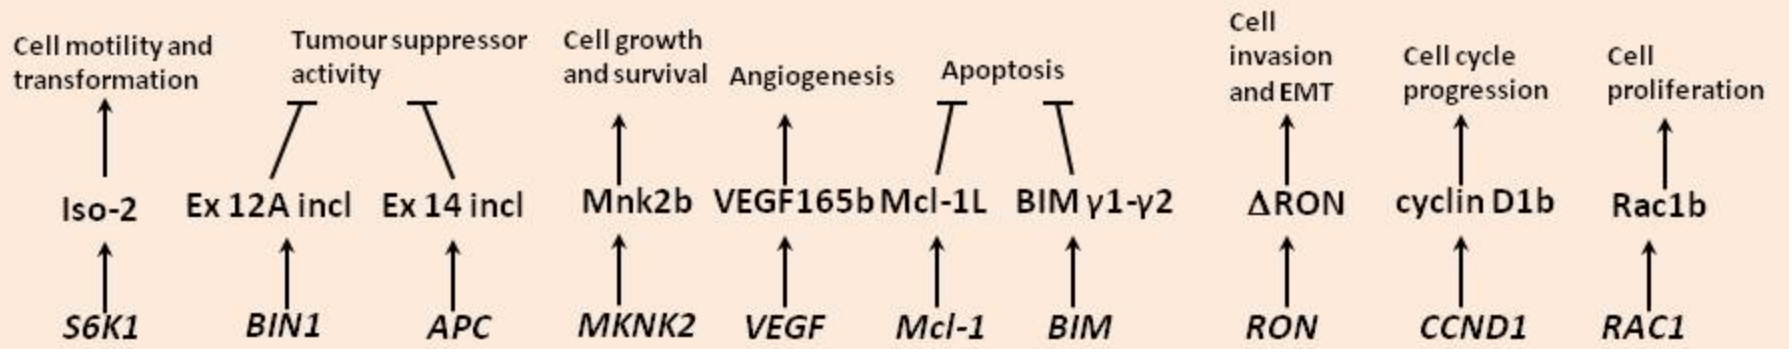 Cell motility and
transformation
Tumour suppressor
activity
Cell growth
and survival
Angiogenesis
Apoptosis
Cell
invasion
and EMT
Cell cycle
progression
Cell
proliferation
Iso-2
Ex 12A incl
Ex 14 incl
Mnk2b
VEGF165b
Mcl-1L
BIM γ1-γ2
ΔRON
cyclin D1b
Rac1b
S6K1
BIN1
APC
MKNK2
VEGF
Mcl-1
BIM
RON
CCND1
RAC1